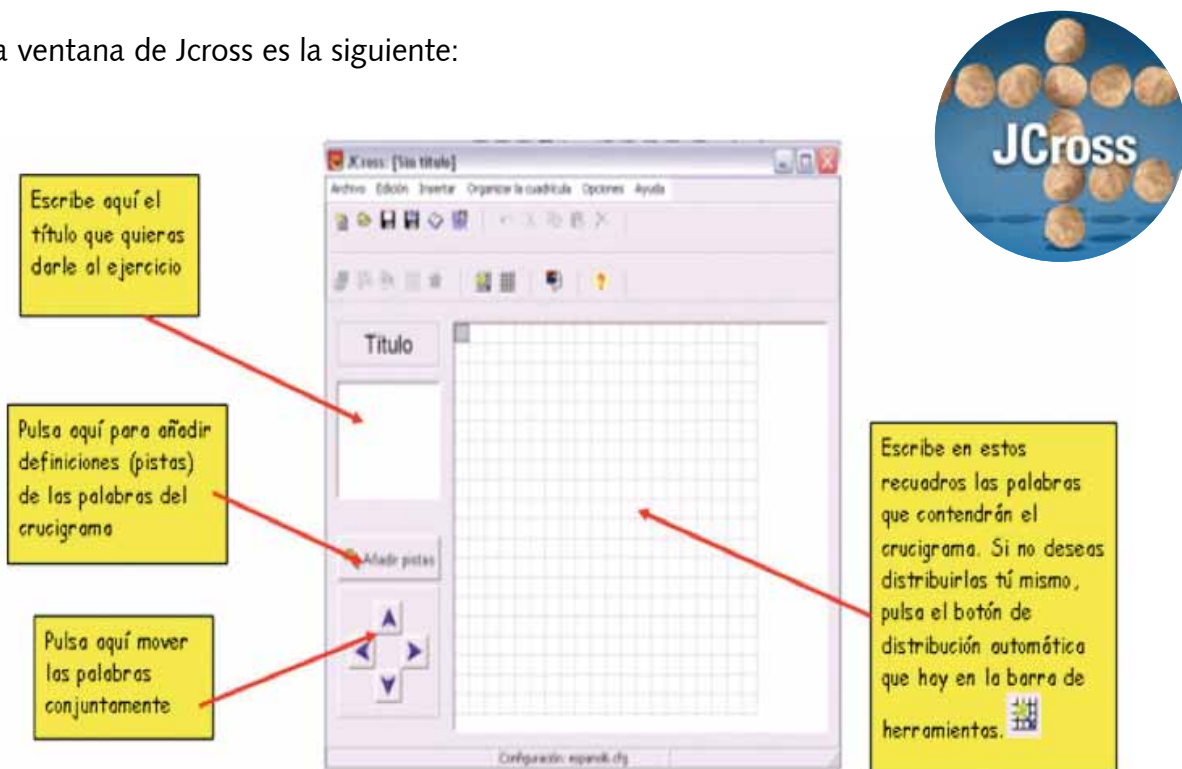 a ventana de Jcross es la siguiente:
JCross
JCross: [Sin título]
Archivo Edición Insertar Organizar la cuadrícula Opciones Ayuda
Escribe aquí el
título que quieras
darle al ejercicio
Título
Pulsa aquí para añadir
definiciones (pistas)
de las palabras del
crucigrama
Añadir pistas
Pulsa aquí mover
las palabras
conjuntamente
Escribe en estos
recuadros las palabras
que contendrán el
crucigrama. Si no deseas
distribuirlas tú mismo,
pulsa el botón de
distribución automática
que hay en la barra de
herramientas.
Configuración: